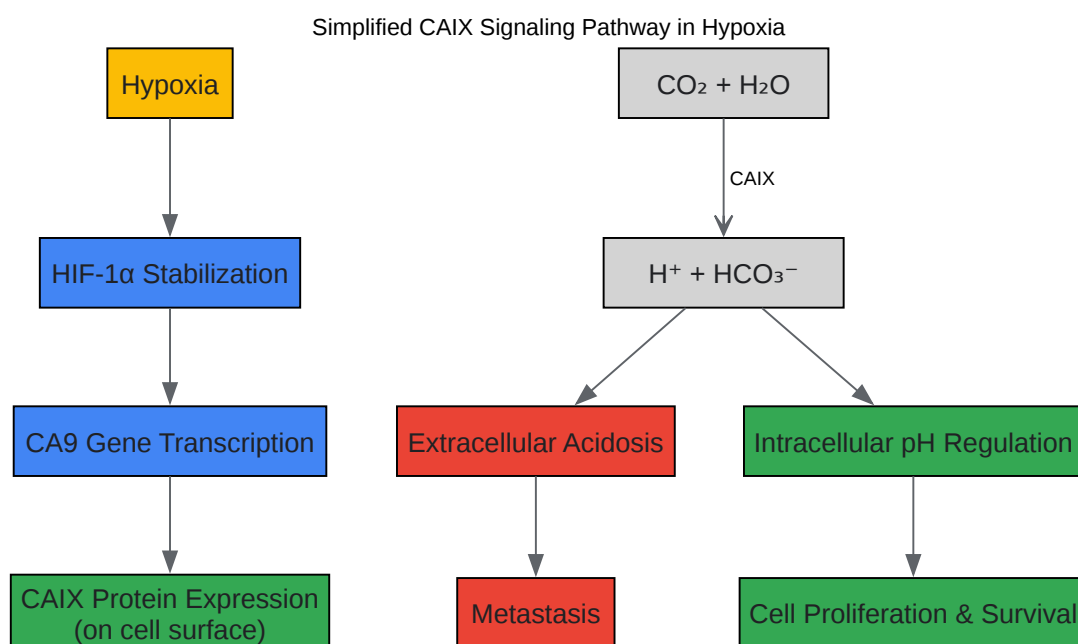 Simplified CAIX Signaling Pathway in Hypoxia
Hypoxia
CO₂ + H₂O
CAIX
HIF-1α Stabilization
H⁺ + HCO₃⁻
CA9 Gene Transcription
Extracellular Acidosis
Intracellular pH Regulation
CAIX Protein Expression
(on cell surface)
Metastasis
Cell Proliferation & Survival